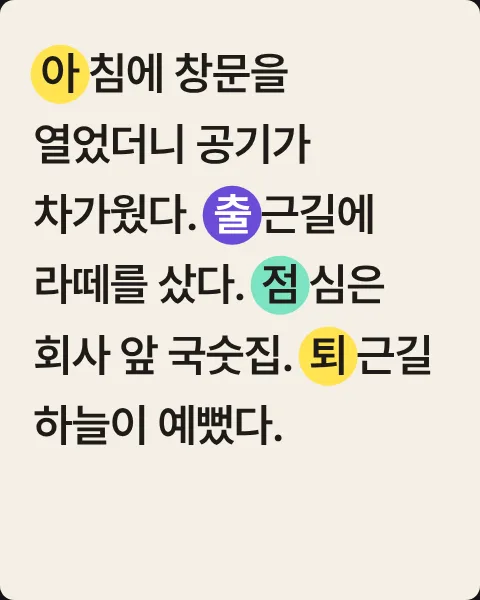 아침에 창문을
열었더니 공기가
차가웠다. 출근길에
라떼를 샀다. 점심은
회사 앞 국숫집. 퇴근길
하늘이 예뻤다.